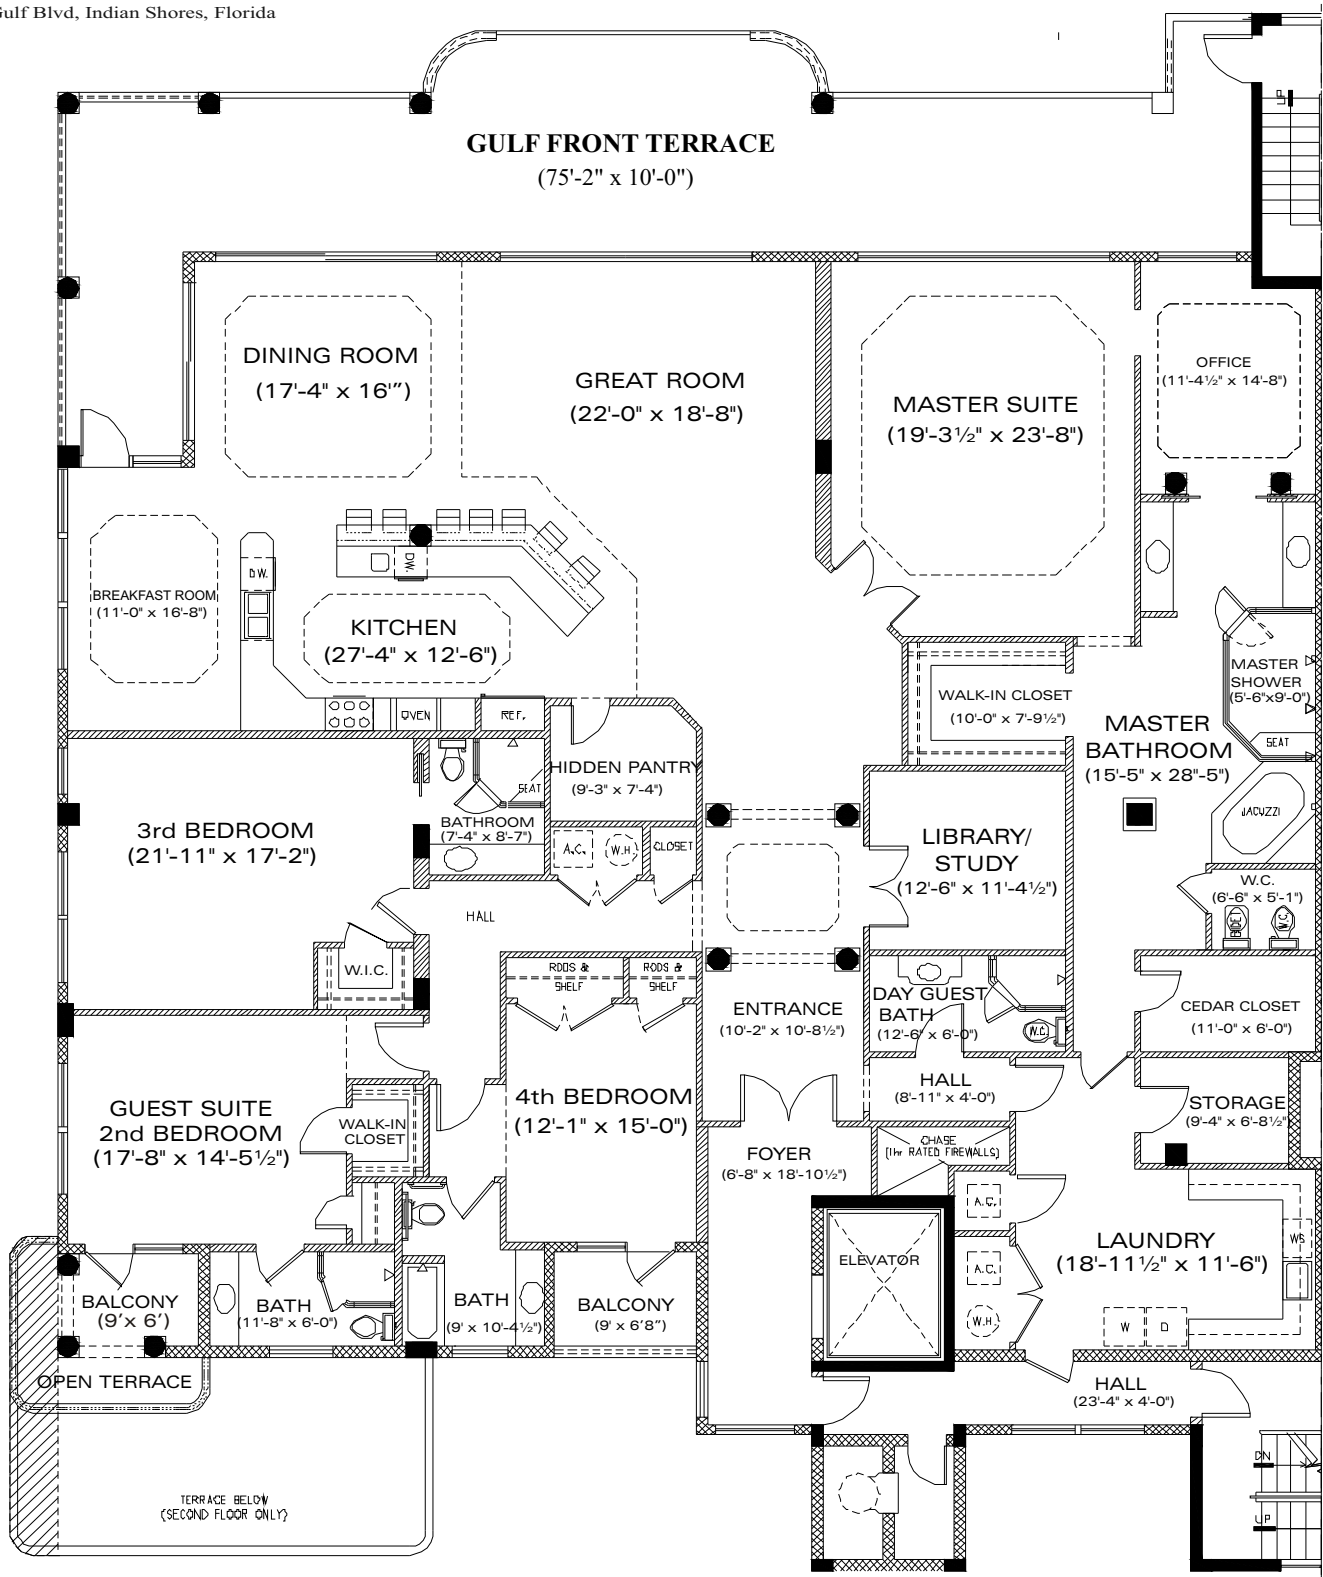 Gulf Blvd, Indian Shores, Florida
UP
GULF FRONT TERRACE
(75'-2" x 10'-0")
DINING ROOM
(17'-4" x 16'")
GREAT ROOM
(22'-0" x 18'-8")
MASTER SUITE
(19'-3½" x 23'-8")
OFFICE
(11'-4½" x 14'-8")
BREAKFAST ROOM
(11'-0" x 16'-8")
DW.
DW.
KITCHEN
(27'-4" x 12'-6")
OVEN
REF.
WALK-IN CLOSET
(10'-0" x 7'-9½")
MASTER
SHOWER
(5'-6"x9'-0")
SEAT
MASTER
BATHROOM
(15'-5" x 28"-5")
JACUZZI
HIDDEN PANTRY
(9'-3" x 7'-4")
SEAT
BATHROOM
(7'-4" x 8'-7")
A.C.
W.H
CLOSET
3rd BEDROOM
(21'-11" x 17'-2")
LIBRARY/
STUDY
(12'-6" x 11'-4½")
W.C.
(6'-6" x 5'-1")
BIDET
W.C.
HALL
W.I.C.
RODS &
SHELF
RODS &
SHELF
ENTRANCE
(10'-2" x 10'-8½")
DAY GUEST
BATH
(12'-6" x 6'-0")
W.C.
CEDAR CLOSET
(11'-0" x 6'-0")
HALL
(8'-11" x 4'-0")
STORAGE
(9'-4" x 6'-8½")
GUEST SUITE
2nd BEDROOM
(17'-8" x 14'-5½")
WALK-IN
CLOSET
4th BEDROOM
(12'-1" x 15'-0")
FOYER
(6'-8" x 18'-10½")
CHASE
(1hr RATED FIREWALLS)
A.C.
ELEVATOR
A.C.
W.H
LAUNDRY
(18'-11½" x 11'-6")
WS
W
D
BALCONY
(9'x 6')
BATH
(11'-8" x 6'-0")
BATH
(9' x 10'-4½")
BALCONY
(9' x 6'8")
OPEN TERRACE
HALL
(23'-4" x 4'-0")
DN
UP
TERRACE BELOW
(SECOND FLOOR ONLY)